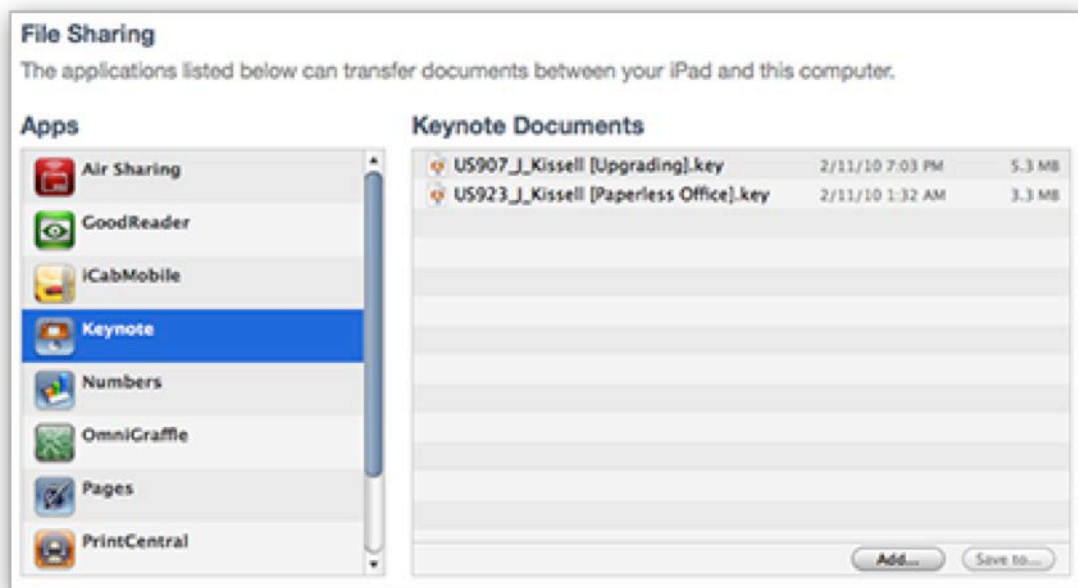 File Sharing
The applications listed below can transfer documents between your iPad and this computer.
Apps
Air Sharing
GoodReader
iCabMobile
Keynote
Numbers
OmniGraffle
Pages
PrintCentral
Keynote Documents
US907_J_Kissell [Upgrading].key 2/11/10 7:03 PM 5.3 MB
US923_J_Kissell [Paperless Office].key 2/11/10 1:32 AM 3.3 MB
Add... Save to...